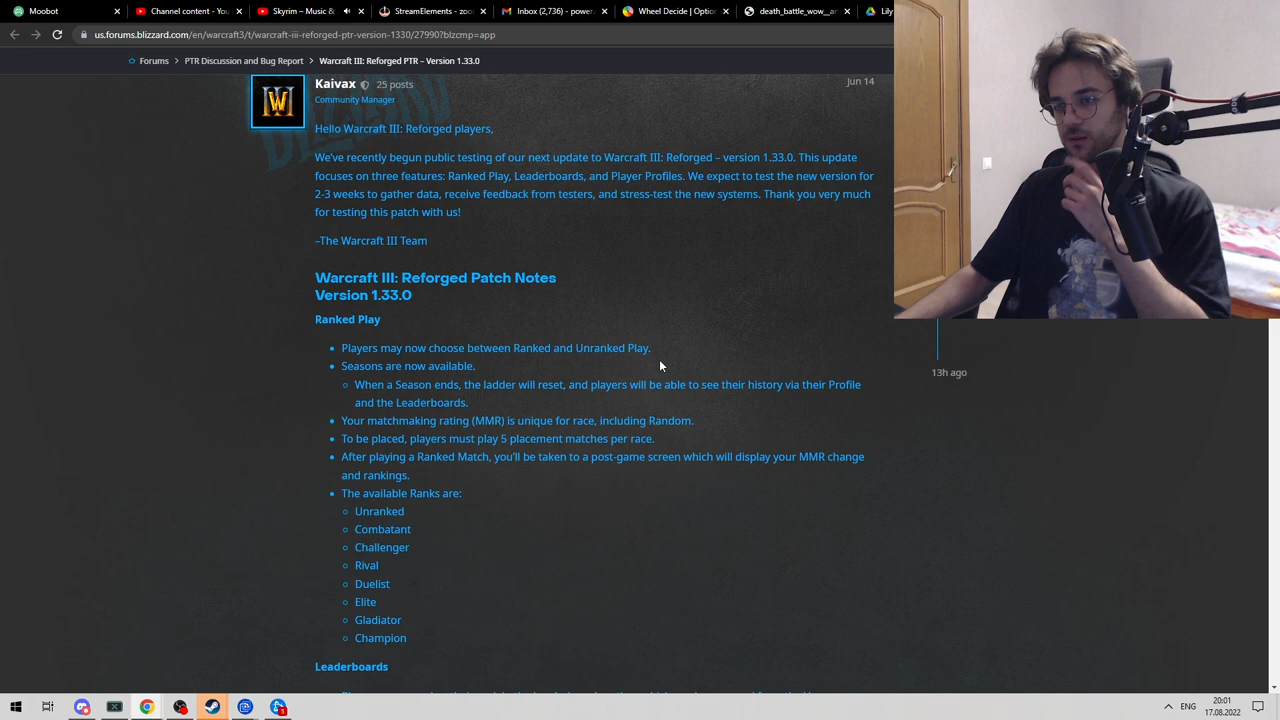 Moobot
Channel content - You
Skyrim – Music &
StreamElements - zoo
Inbox (2,736) - power
Wheel Decide | Option
death_battle_wow__ar
Lily
us.forums.blizzard.com/en/warcraft3/t/warcraft-iii-reforged-ptr-version-1330/27990?blzcmp=app
Forums > PTR Discussion and Bug Report > Warcraft III: Reforged PTR – Version 1.33.0
Kaivax 25 posts Jun 14
Community Manager
Hello Warcraft III: Reforged players,
We’ve recently begun public testing of our next update to Warcraft III: Reforged – version 1.33.0. This update
focuses on three features: Ranked Play, Leaderboards, and Player Profiles. We expect to test the new version for
2-3 weeks to gather data, receive feedback from testers, and stress-test the new systems. Thank you very much
for testing this patch with us!
–The Warcraft III Team
Warcraft III: Reforged Patch Notes
Version 1.33.0
Ranked Play
Players may now choose between Ranked and Unranked Play.
Seasons are now available.
13h ago
When a Season ends, the ladder will reset, and players will be able to see their history via their Profile
and the Leaderboards.
Your matchmaking rating (MMR) is unique for race, including Random.
To be placed, players must play 5 placement matches per race.
After playing a Ranked Match, you’ll be taken to a post-game screen which will display your MMR change
and rankings.
The available Ranks are:
Unranked
Combatant
Challenger
Rival
Duelist
Elite
Gladiator
Champion
Leaderboards
ENG
20:01
17.08.2022